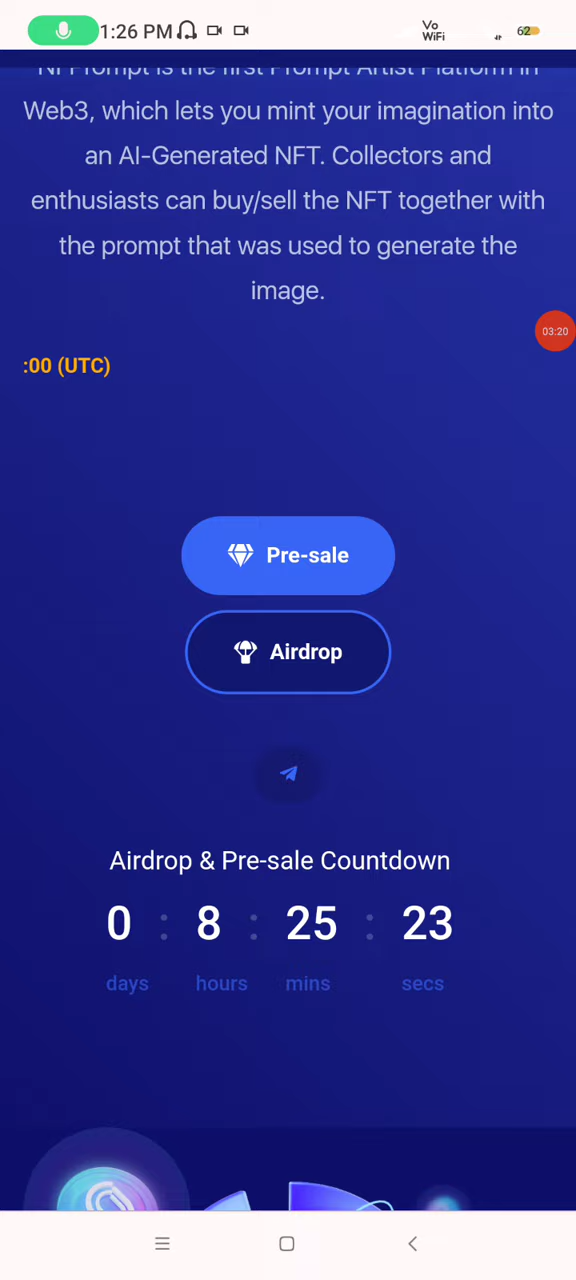 1:26 PM
Vo
WiFi
62
NFPrompt is the first Prompt Artist Platform in
Web3, which lets you mint your imagination into
an AI-Generated NFT. Collectors and
enthusiasts can buy/sell the NFT together with
the prompt that was used to generate the
image.
03:20
:00 (UTC)
Pre-sale
Airdrop
Airdrop & Pre-sale Countdown
0 : 8 : 25 : 23
days hours mins secs